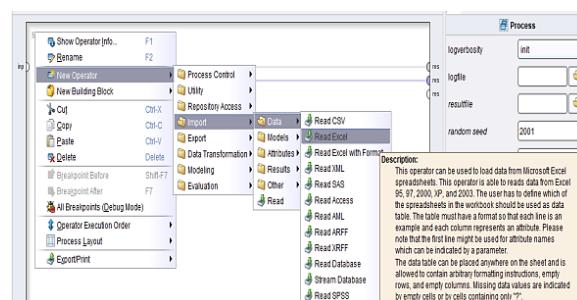 Process
inp
res
res
res
logverbosity
init
logfile
resultfile
random seed
2001
Show Operator Info... F1
Rename F2
New Operator
New Building Block
Cut Ctrl-X
Copy Ctrl-C
Paste Ctrl-V
Delete Delete
Breakpoint Before Shift-F7
Breakpoint After F7
All Breakpoints (Debug Mode)
Operator Execution Order
Process Layout
Export/Print
Process Control
Utility
Repository Access
Import
Export
Data Transformation
Modeling
Evaluation
Data
Models
Attributes
Results
Other
Read
Read CSV
Read Excel
Read Excel with Format
Read XML
Read SAS
Read Access
Read AML
Read ARFF
Read XRFF
Read Database
Stream Database
Read SPSS
Description:
This operator can be used to load data from Microsoft Excel
spreadsheets. This operator is able to reads data from Excel
95, 97, 2000, XP, and 2003. The user has to define which of
the spreadsheets in the workbook should be used as data
table. The table must have a format so that each line is an
example and each column represents an attribute. Please
note that the first line might be used for attribute names
which can be indicated by a parameter.
The data table can be placed anywhere on the sheet and is
allowed to contain arbitrary formatting instructions, empty
rows, and empty columns. Missing data values are indicated
by empty cells or by cells containing only "?".